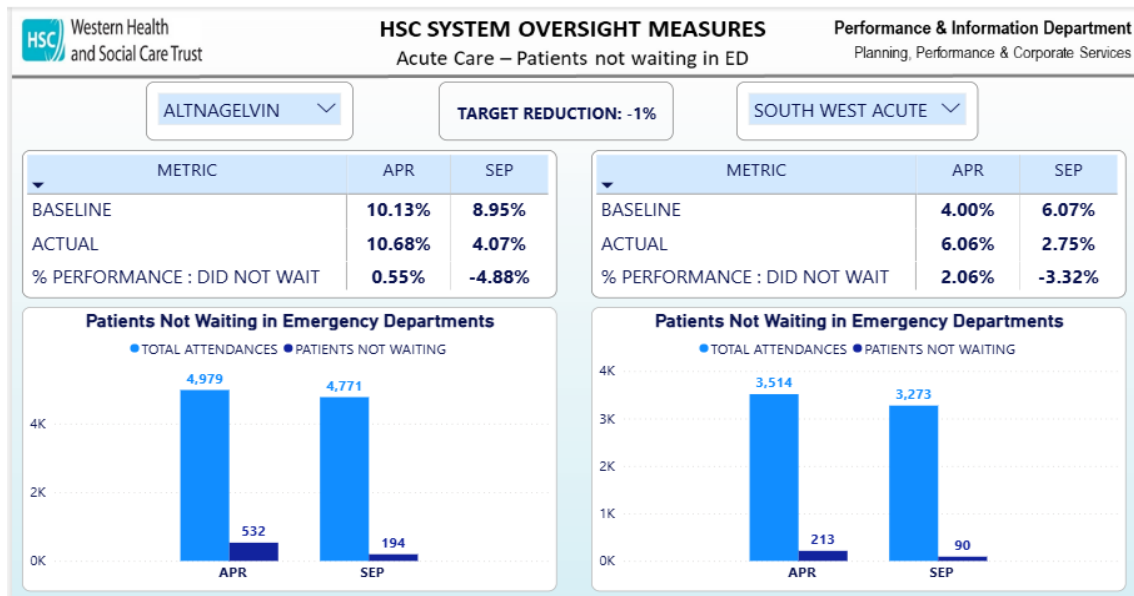 HSC Western Health
and Social Care Trust
HSC SYSTEM OVERSIGHT MEASURES
Acute Care – Patients not waiting in ED
Performance & Information Department
Planning, Performance & Corporate Services
ALTNAGELVIN
TARGET REDUCTION: -1%
SOUTH WEST ACUTE
METRIC APR SEP
BASELINE 10.13% 8.95%
ACTUAL 10.68% 4.07%
% PERFORMANCE : DID NOT WAIT 0.55% -4.88%
METRIC APR SEP
BASELINE 4.00% 6.07%
ACTUAL 6.06% 2.75%
% PERFORMANCE : DID NOT WAIT 2.06% -3.32%
Patients Not Waiting in Emergency Departments
TOTAL ATTENDANCES PATIENTS NOT WAITING
4,979
4,771
4K
2K
532
194
0K
APR SEP
Patients Not Waiting in Emergency Departments
TOTAL ATTENDANCES PATIENTS NOT WAITING
4K
3,514
3,273
3K
2K
1K
213
90
0K
APR SEP